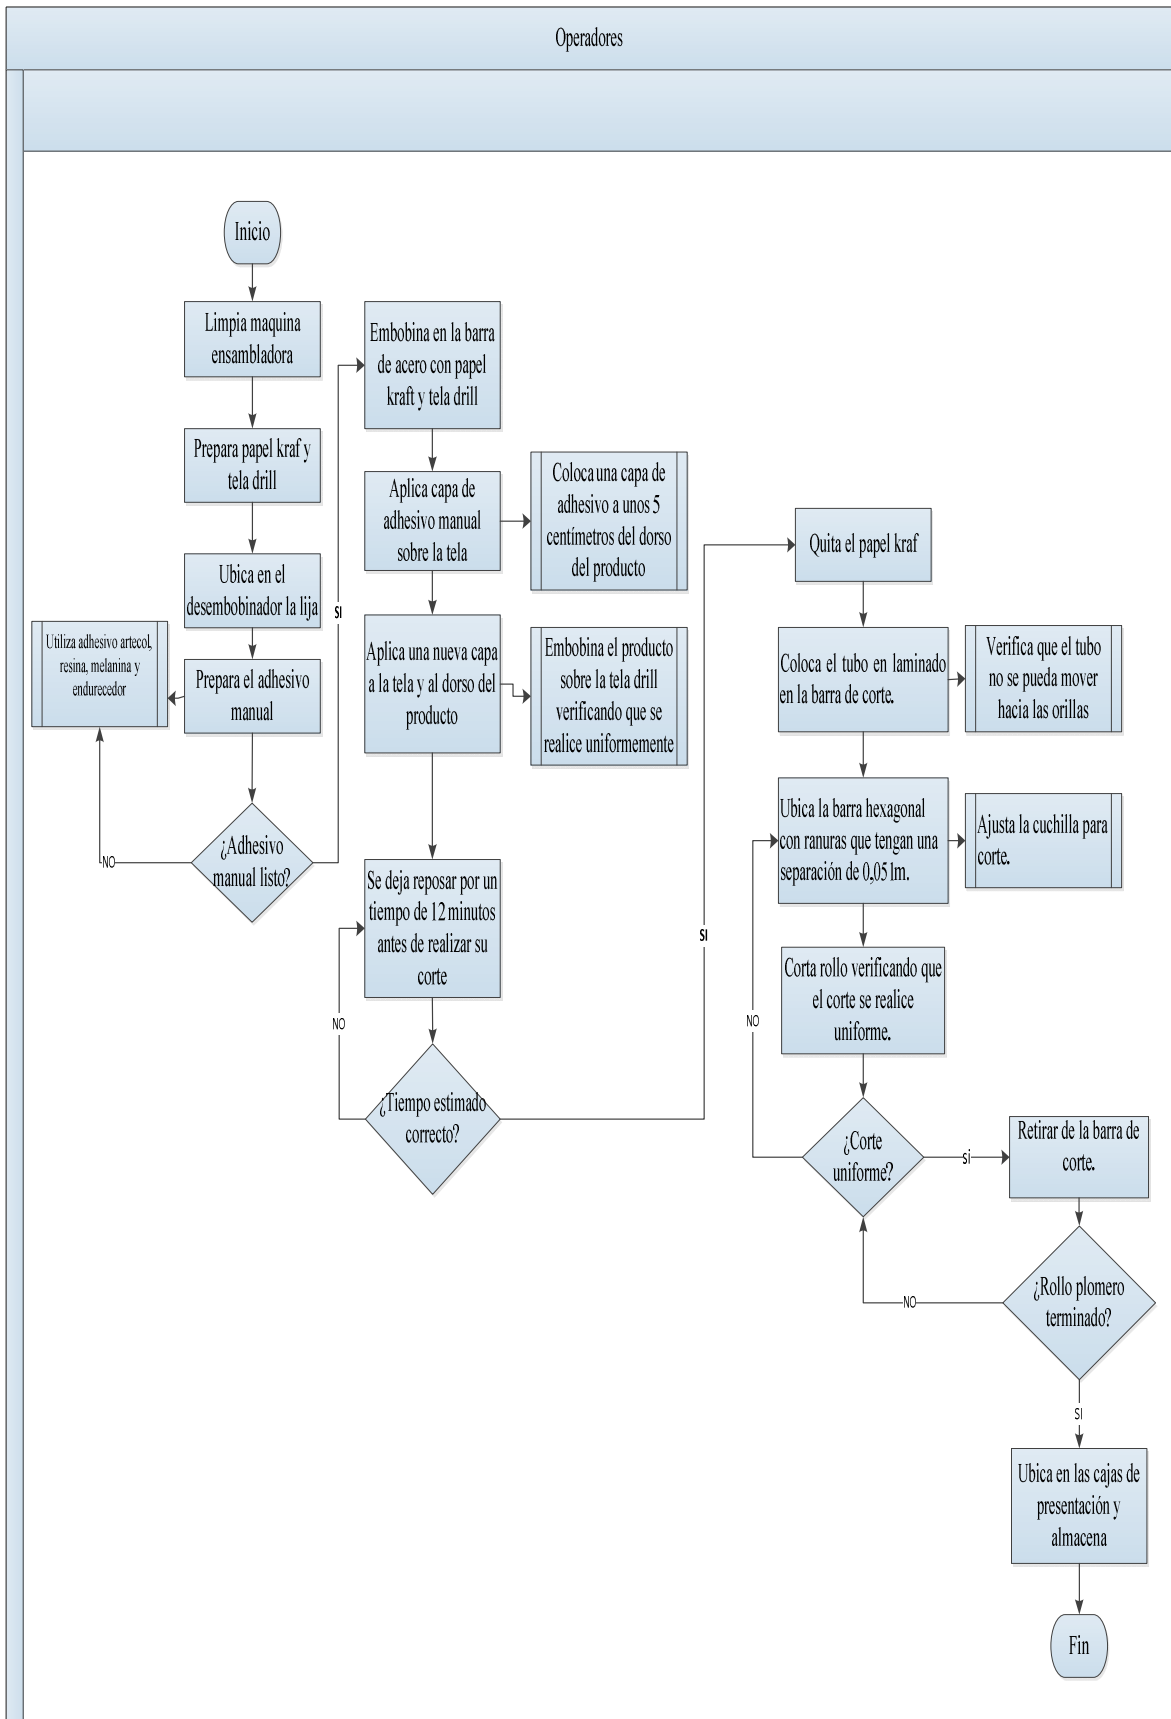 Operadores
Inicio
Limpia maquina
ensambladora
Prepara papel kraf y
tela drill
Ubica en el
desembobinador la lija
Prepara el adhesivo
manual
Utiliza adhesivo artecol,
resina, melanina y
endurecedor
¿Adhesivo
manual listo?
NO
SI
Embobina en la barra
de acero con papel
kraft y tela drill
Aplica capa de
adhesivo manual
sobre la tela
Coloca una capa de
adhesivo a unos 5
centímetros del dorso
del producto
Aplica una nueva capa
a la tela y al dorso del
producto
Embobina el producto
sobre la tela drill
verificando que se
realice uniformemente
Se deja reposar por un
tiempo de 12 minutos
antes de realizar su
corte
NO
¿Tiempo estimado
correcto?
SI
Quita el papel kraf
Coloca el tubo en laminado
en la barra de corte.
Verifica que el tubo
no se pueda mover
hacia las orillas
Ubica la barra hexagonal
con ranuras que tengan una
separación de 0,051m.
Ajusta la cuchilla para
corte.
Corta rollo verificando que
el corte se realice
uniforme.
NO
¿Corte
uniforme?
si
Retirar de la barra de
corte.
¿Rollo plomero
terminado?
NO
SI
Ubica en las cajas de
presentación y
almacena
Fin